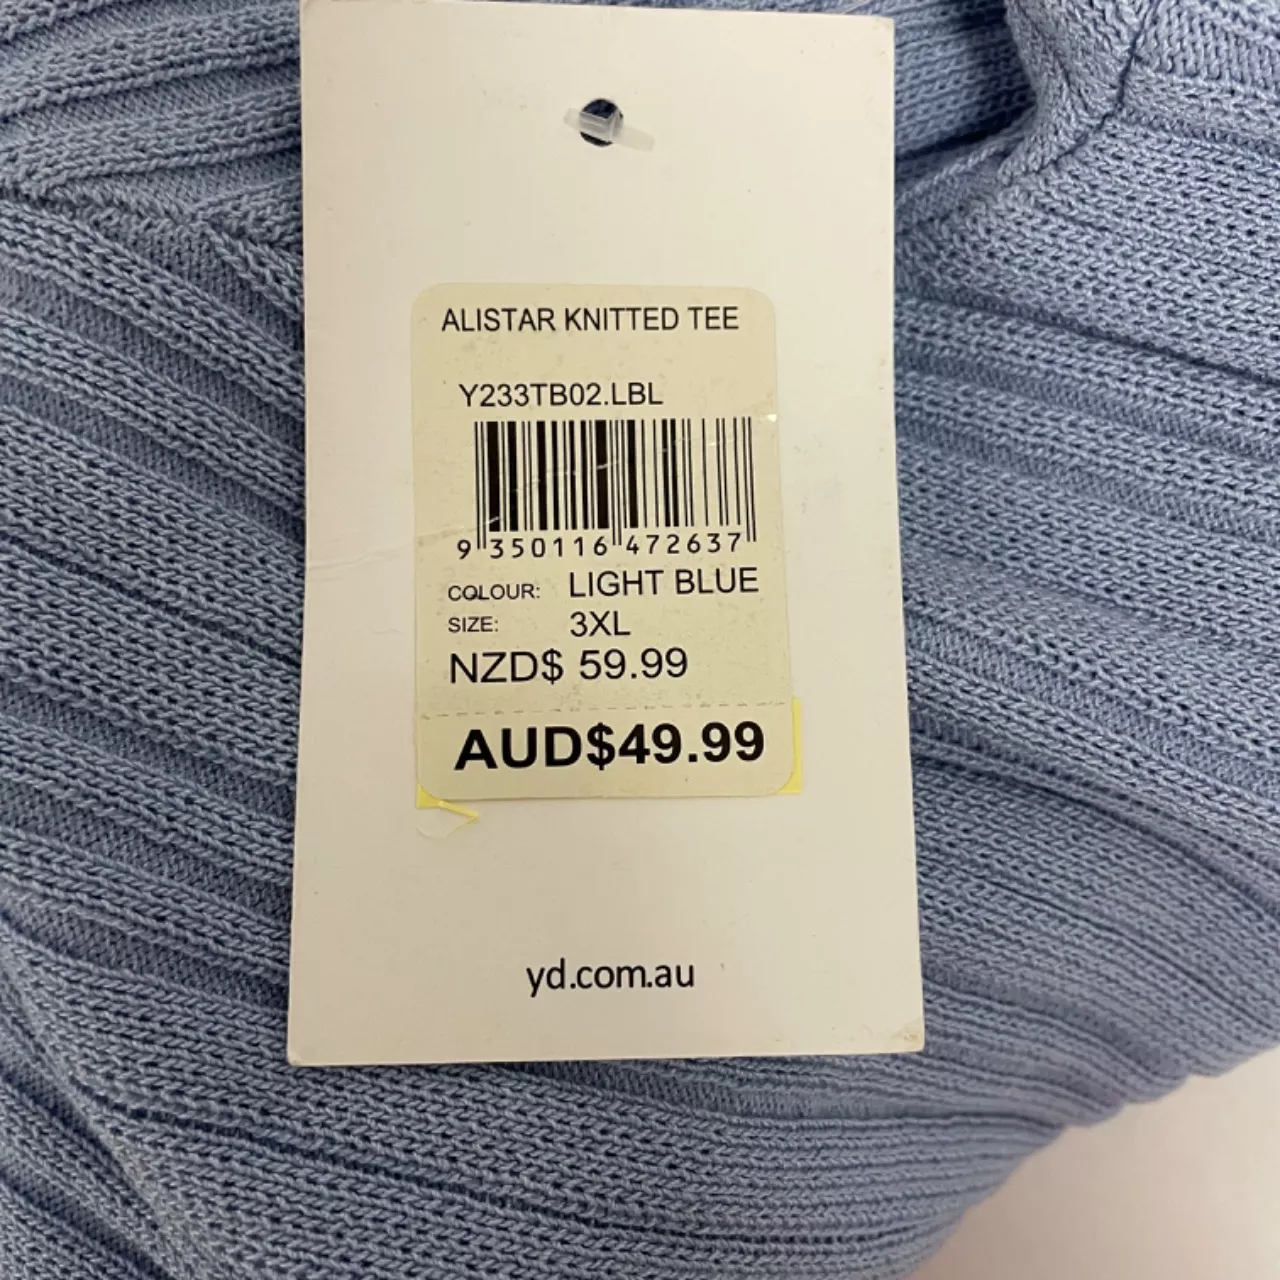 ALISTAR KNITTED TEE
Y233TB02.LBL
9 350116 472637
COLOUR: LIGHT BLUE
SIZE: 3XL
NZD$ 59.99
AUD$49.99
yd.com.au